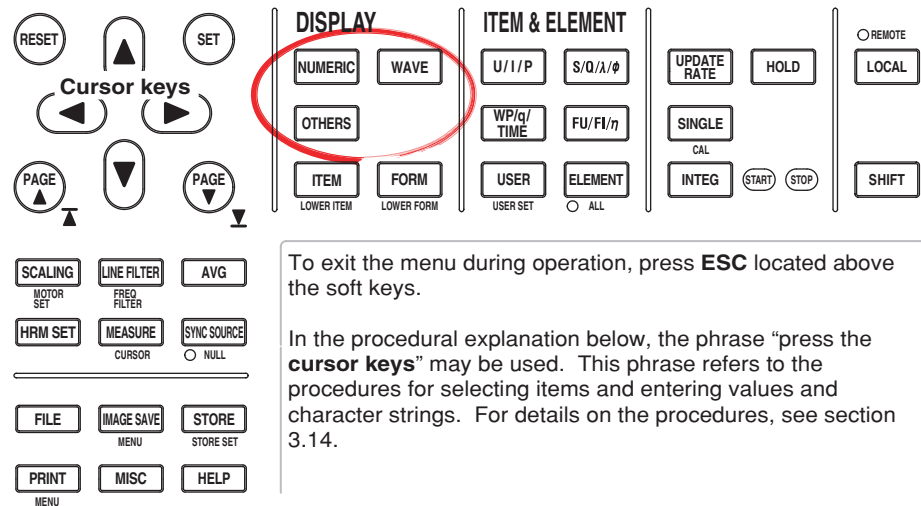 RESET
SET
Cursor keys
PAGE
PAGE
DISPLAY
NUMERIC
WAVE
OTHERS
ITEM
FORM
LOWER ITEM
LOWER FORM
ITEM & ELEMENT
U / I / P
S/Q/λ/ϕ
WP/q/
TIME
FU/FI/η
USER
ELEMENT
USER SET
ALL
UPDATE
RATE
HOLD
SINGLE
CAL
INTEG
START
STOP
REMOTE
LOCAL
SHIFT
SCALING
LINE FILTER
AVG
MOTOR
SET
FREQ
FILTER
HRM SET
MEASURE
SYNC SOURCE
CURSOR
NULL
FILE
IMAGE SAVE
STORE
MENU
STORE SET
PRINT
MISC
HELP
MENU
To exit the menu during operation, press ESC located above
the soft keys.
In the procedural explanation below, the phrase “press the
cursor keys” may be used. This phrase refers to the
procedures for selecting items and entering values and
character strings. For details on the procedures, see section
3.14.